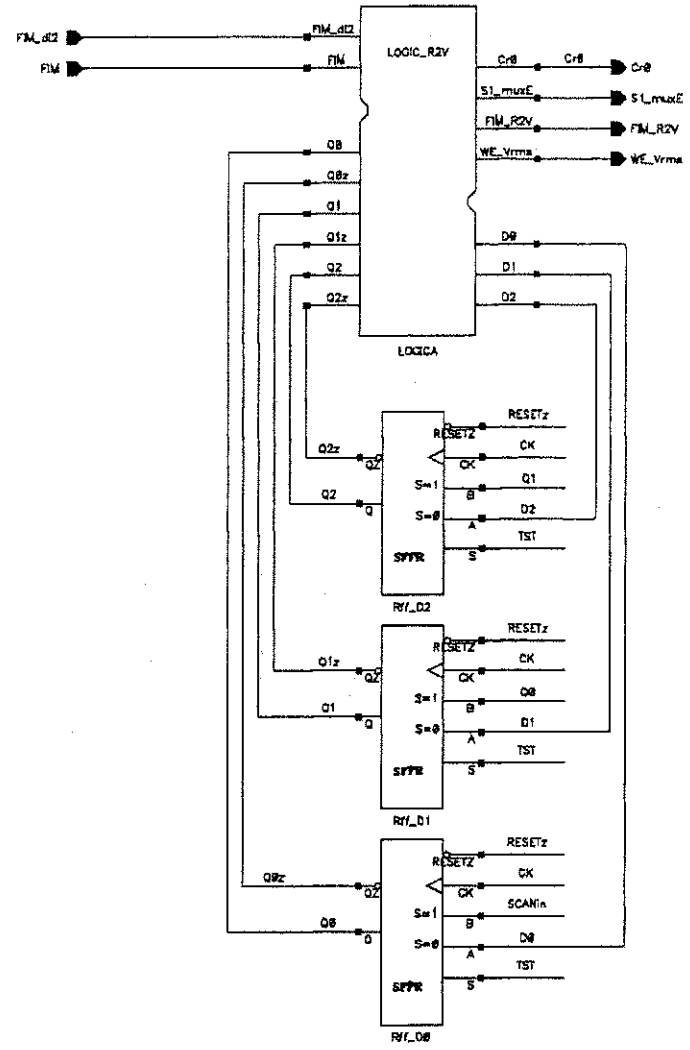 FIM_dI2 FIM_dI2
LOGIC_R2V
FIM FIM
Cr0 Cr0 Cr0
S1_muxE S1_muxE
FIM_R2V FIM_R2V
WE_Vrms WE_Vrms
Q0
Q0z
Q1
Q1z
Q2
Q2z
D0
D1
D2
LOGICA
RESETz
RESETZ
Q2z QZ CK CK
S=1 B Q1
Q2 Q S=0 A D2
SFFR S TST
Rff_D2
RESETz
RESETZ
Q1z QZ CK CK
S=1 B Q0
Q1 Q S=0 A D1
SFFR S TST
Rff_D1
RESETz
RESETZ
Q0z QZ CK CK
S=1 B SCANin
Q0 Q S=0 A D0
SFFR S TST
Rff_D0